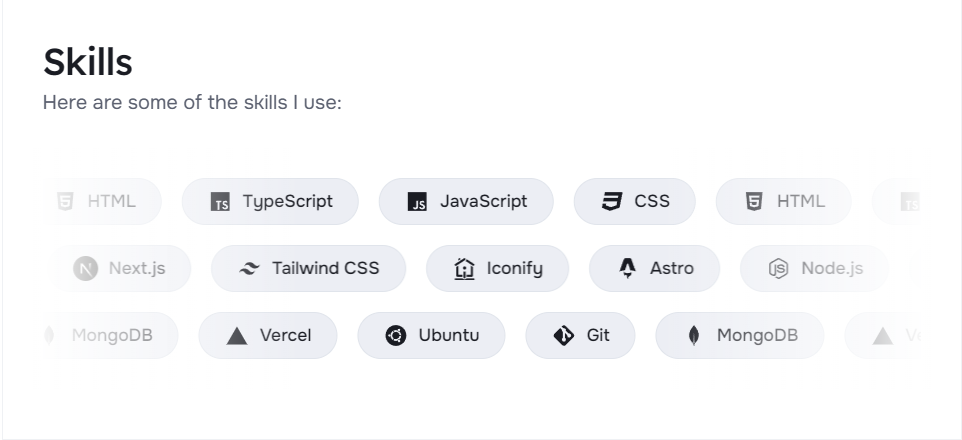 Skills
Here are some of the skills I use:
HTML TypeScript JavaScript CSS HTML TS
Next.js Tailwind CSS Iconify Astro Node.js
MongoDB Vercel Ubuntu Git MongoDB